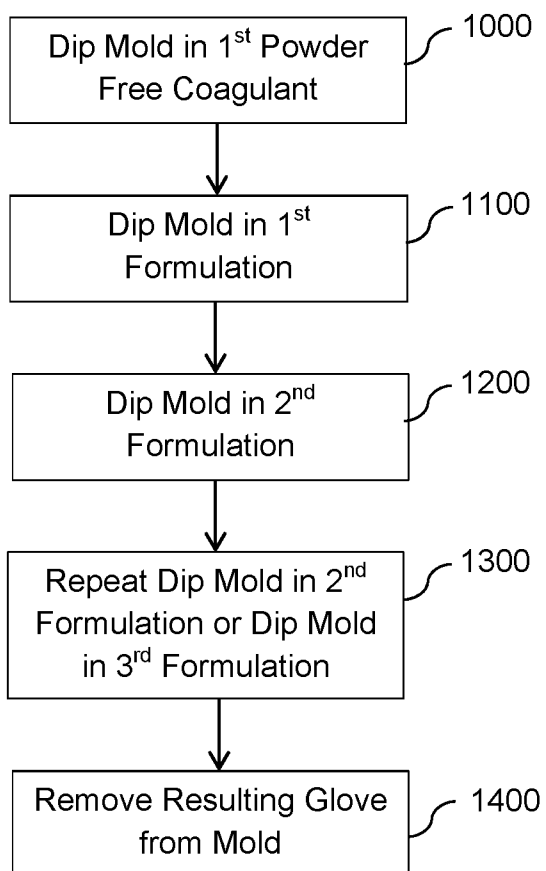 Dip Mold in 1st Powder
Free Coagulant
1000
Dip Mold in 1st
Formulation
1100
Dip Mold in 2nd
Formulation
1200
Repeat Dip Mold in 2nd
Formulation or Dip Mold
in 3rd Formulation
1300
Remove Resulting Glove
from Mold
1400